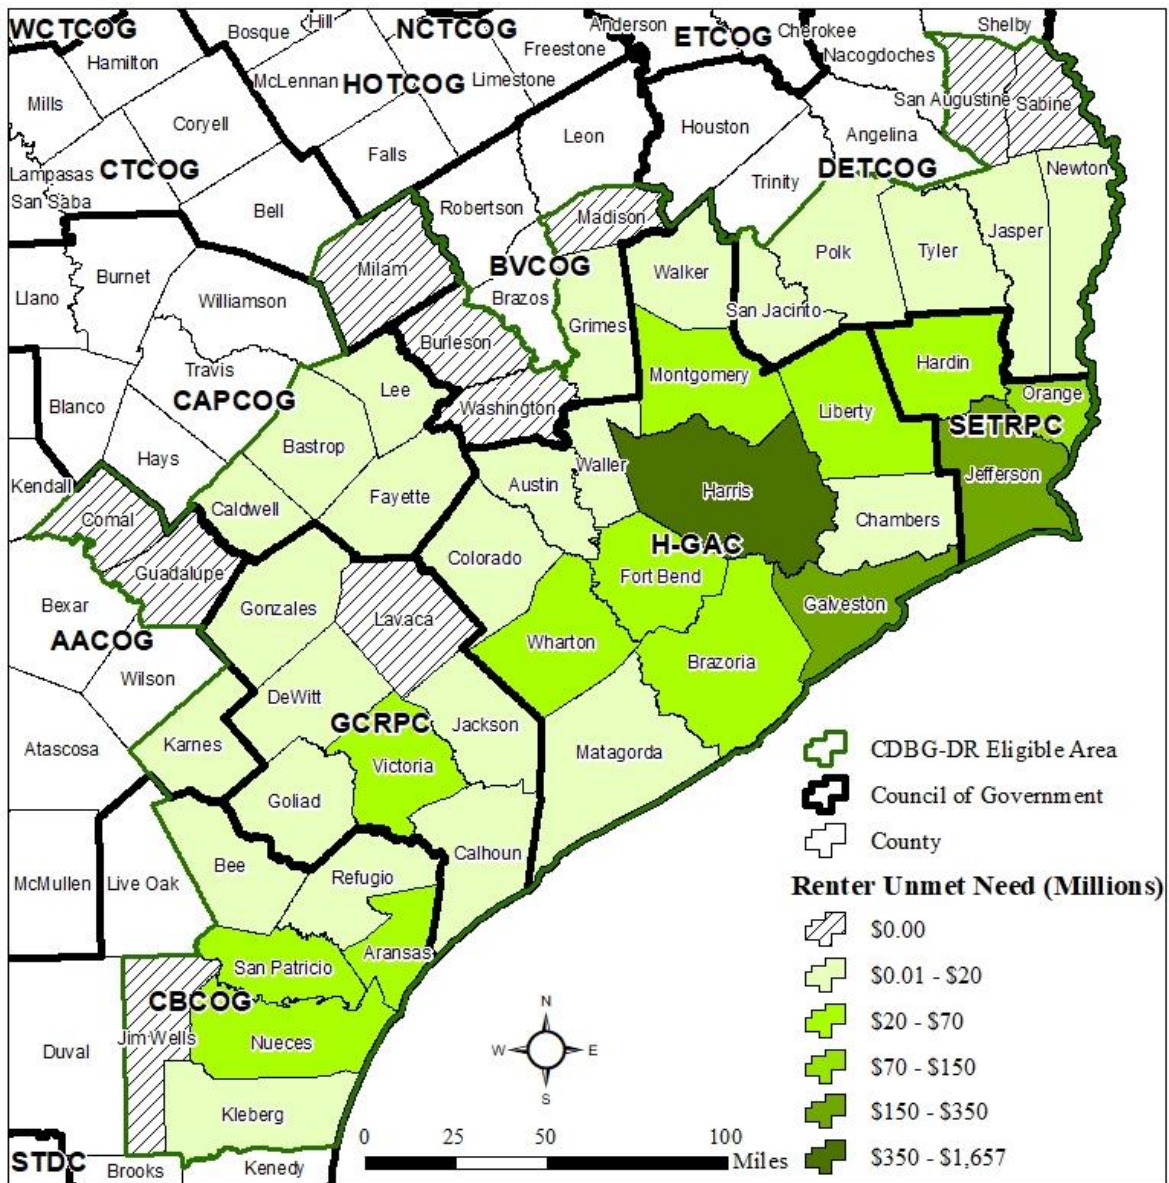 WCTCOG
Bosque
Hill
NCTCOG
Anderson
ETCOG
Cherokee
Shelby
Hamilton
McLennan
HOTCOG
Limestone
Freestone
Nacogdoches
Mills
Coryell
Leon
Houston
San Augustine
Sabine
Lampasas
CTCOG
Falls
Angelina
San Saba
Bell
Robertson
Madison
Trinity
DETCOG
Newton
Burnet
Milam
BVCOG
Walker
Polk
Tyler
Jasper
Llano
Williamson
Brazos
Grimes
San Jacinto
Travis
Burleson
Montgomery
Hardin
Blanco
CAPCOG
Lee
Washington
Liberty
Orange
Hays
Bastrop
SETRPC
Kendall
Caldwell
Fayette
Austin
Waller
Harris
Jefferson
Comal
Chambers
Guadalupe
Colorado
H-GAC
Bexar
Gonzales
Lavaca
Fort Bend
Galveston
AACOG
Wharton
Brazoria
Wilson
DeWitt
Atascosa
Karnes
GCRPC
Jackson
Matagorda
Victoria
Goliad
McMullen
Live Oak
Bee
Refugio
Calhoun
San Patricio
Aransas
CBCOG
Duval
Jim Wells
Nueces
Kleberg
STDC
Brooks
Kenedy
N
W
E
S
0 25 50 100
Miles
CDBG-DR Eligible Area
Council of Government
County
Renter Unmet Need (Millions)
$0.00
$0.01 - $20
$20 - $70
$70 - $150
$150 - $350
$350 - $1,657